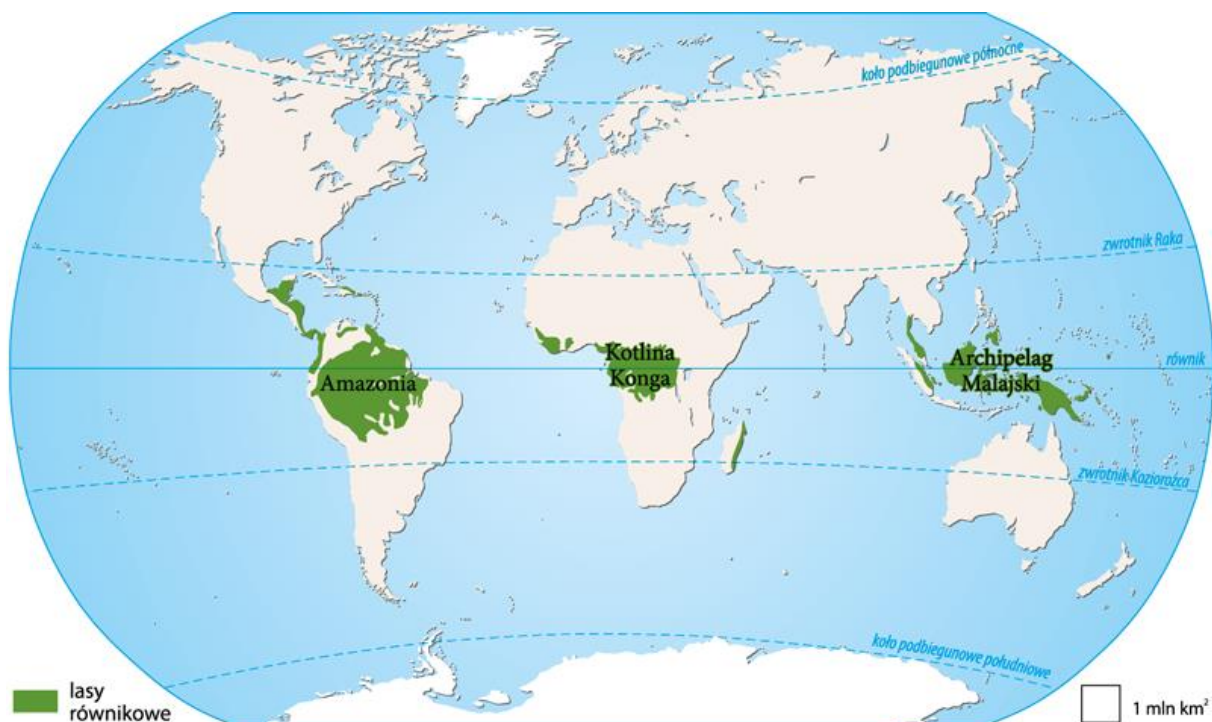 koło podbiegunowe północne
zwrotnik Raka
równik
Amazonia
Kotlina
Konga
Archipelag
Malajski
zwrotnik Koziorożca
koło podbiegunowe południowe
lasy
równikowe
1 mln km²